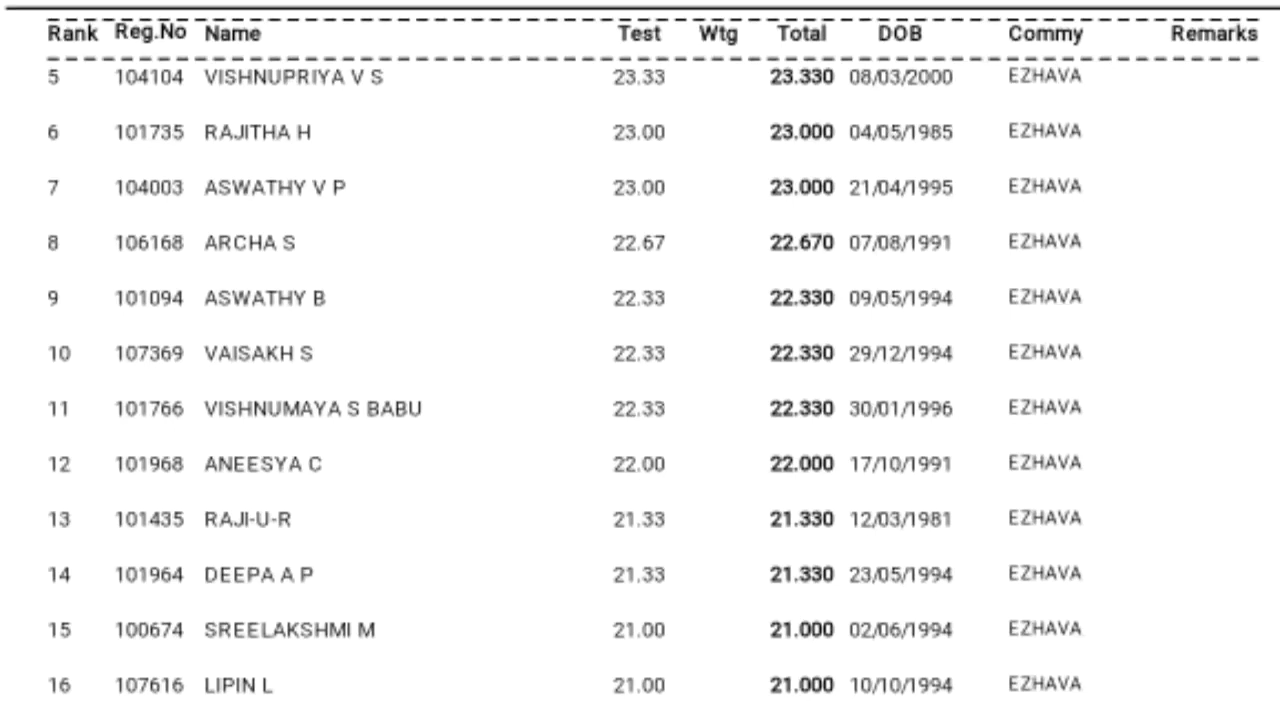 Rank Reg.No Name Test Wtg Total DOB Commy Remarks
5 104104 VISHNUPRIYA V S 23.33 23.330 08/03/2000 EZHAVA
6 101735 RAJITHA H 23.00 23.000 04/05/1985 EZHAVA
7 104003 ASWATHY V P 23.00 23.000 21/04/1995 EZHAVA
8 106168 ARCHA S 22.67 22.670 07/08/1991 EZHAVA
9 101094 ASWATHY B 22.33 22.330 09/05/1994 EZHAVA
10 107369 VAISAKH S 22.33 22.330 29/12/1994 EZHAVA
11 101766 VISHNUMAYA S BABU 22.33 22.330 30/01/1996 EZHAVA
12 101968 ANEESYA C 22.00 22.000 17/10/1991 EZHAVA
13 101435 RAJI-U-R 21.33 21.330 12/03/1981 EZHAVA
14 101964 DEEPA A P 21.33 21.330 23/05/1994 EZHAVA
15 100674 SREELAKSHMI M 21.00 21.000 02/06/1994 EZHAVA
16 107616 LIPIN L 21.00 21.000 10/10/1994 EZHAVA